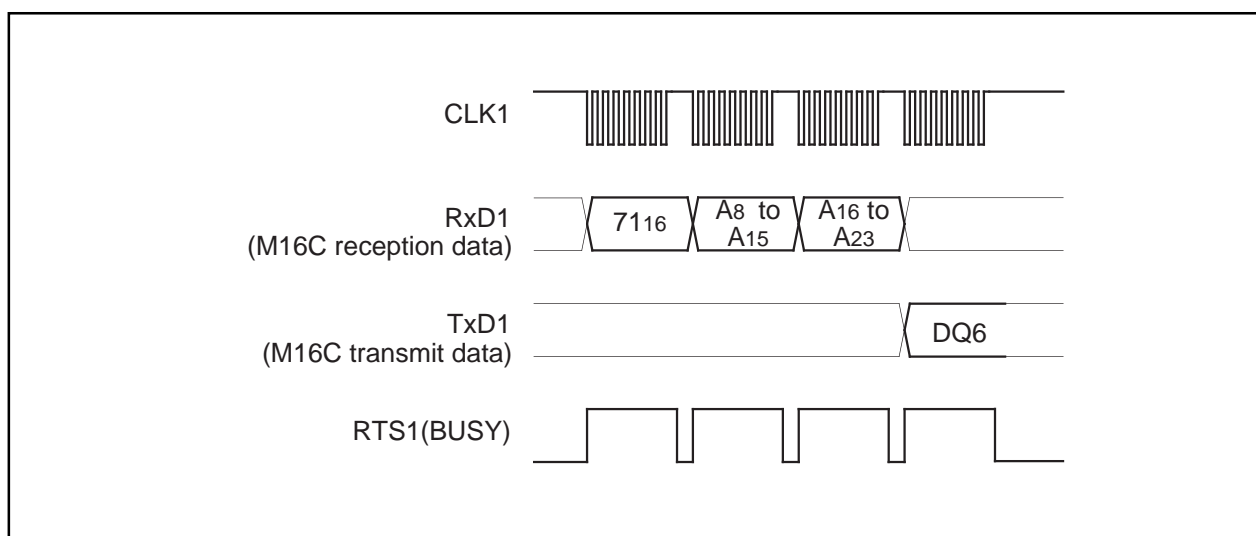 CLK1
RxD1
(M16C reception data)
7116
A8 to
A15
A16 to
A23
TxD1
(M16C transmit data)
DQ6
RTS1(BUSY)